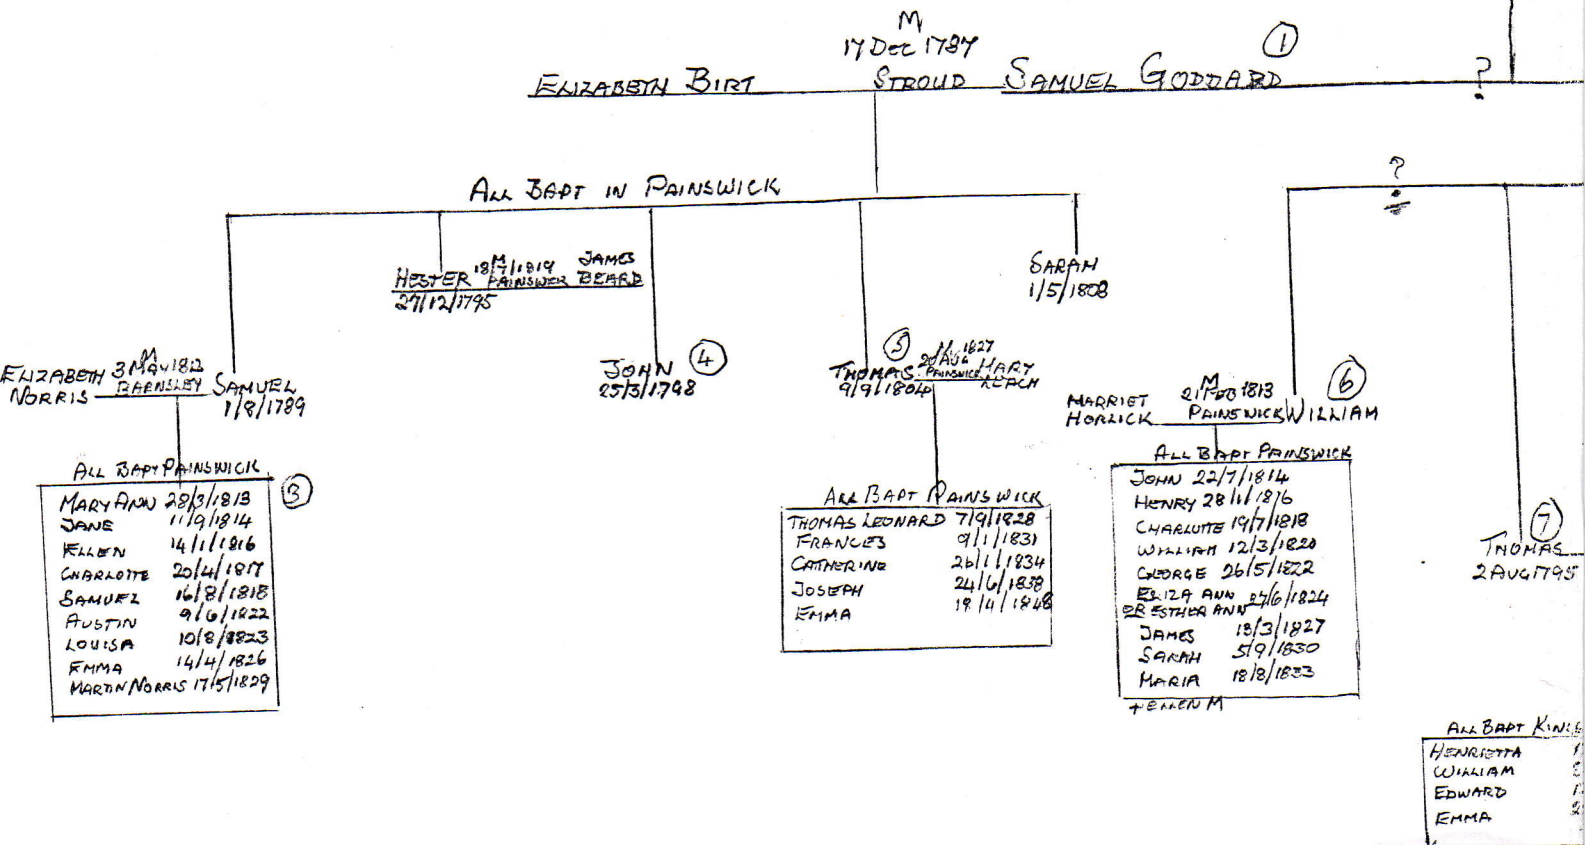 M
17 Dec 1787
ELIZABETH BIRT STROUD SAMUEL GODDARD ① ?
ALL BAPT IN PAINSWICK
?
HESTER 18/7/1819 M PAINSWICK JAMES BEARD
27/12/1795
SARAH
1/5/1808
ELIZABETH NORRIS
M
3 MAY 1812
BARNSLEY
SAMUEL
1/8/1789
JOHN ④
25/3/1798
THOMAS ⑤
9/9/1804
M
20 AUG 1827
PAINSWICK
MARY LEACH
HARRIET HORLICK
M
21 FEB 1813
PAINSWICK
WILLIAM ⑥
THOMAS ⑦
2 AUG 1795
ALL BAPT PAINSWICK
③
MARY ANN 28/3/1813
JANE 11/9/1814
ELLEN 14/1/1816
CHARLOTTE 20/4/1817
SAMUEL 16/8/1818
AUSTIN 9/6/1822
LOUISA 10/8/1823
EMMA 14/4/1826
MARTIN NORRIS 17/5/1829
ALL BAPT PAINSWICK
THOMAS LEONARD 7/9/1828
FRANCES 9/1/1831
CATHERINE 26/1/1834
JOSEPH 24/6/1838
EMMA
ALL BAPT PAINSWICK
JOHN 22/7/1814
HENRY 28/1/1816
CHARLOTTE 19/7/1818
WILLIAM 12/3/1820
GEORGE 26/5/1822
ELIZA ANN 27/6/1824
OR ESTHER ANN
JAMES 18/3/1827
SARAH 5/9/1830
MARIA 18/8/1833
+ ELLEN M
ALL BAPT
HENRIETTA
WILLIAM
EDWARD
EMMA